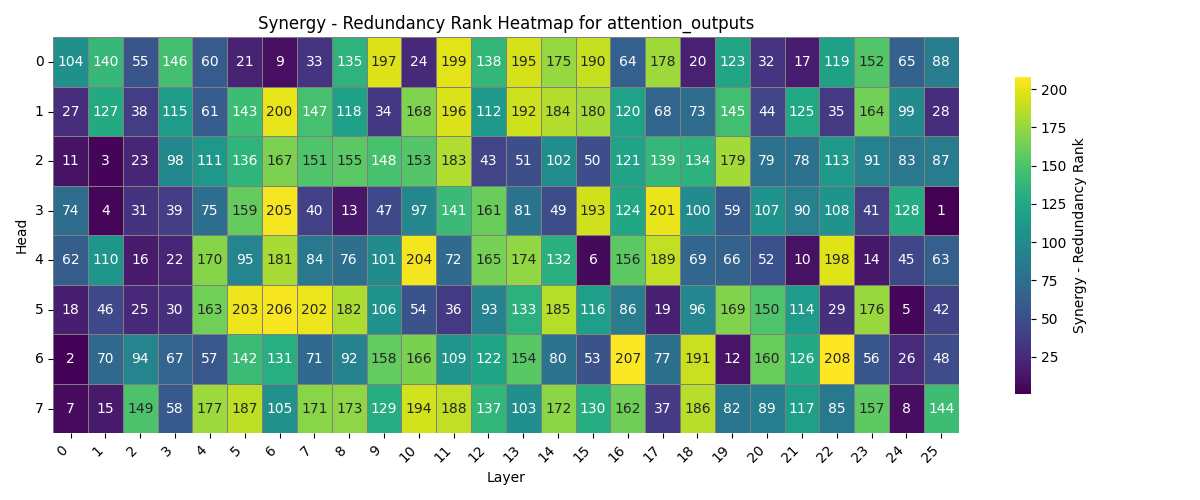 Synergy - Redundancy Rank Heatmap for attention_outputs
0 104 140 55 146 60 21 9 33 135 197 24 199 138 195 175 190 64 178 20 123 32 17 119 152 65 88
1 27 127 38 115 61 143 200 147 118 34 168 196 112 192 184 180 120 68 73 145 44 125 35 164 99 28
2 11 3 23 98 111 136 167 151 155 148 153 183 43 51 102 50 121 139 134 179 79 78 113 91 83 87
3 74 4 31 39 75 159 205 40 13 47 97 141 161 81 49 193 124 201 100 59 107 90 108 41 128 1
4 62 110 16 22 170 95 181 84 76 101 204 72 165 174 132 6 156 189 69 66 52 10 198 14 45 63
5 18 46 25 30 163 203 206 202 182 106 54 36 93 133 185 116 86 19 96 169 150 114 29 176 5 42
6 2 70 94 67 57 142 131 71 92 158 166 109 122 154 80 53 207 77 191 12 160 126 208 56 26 48
7 7 15 149 58 177 187 105 171 173 129 194 188 137 103 172 130 162 37 186 82 89 117 85 157 8 144
0 1 2 3 4 5 6 7 8 9 10 11 12 13 14 15 16 17 18 19 20 21 22 23 24 25
Layer
Head
200
175
150
125
100
75
50
25
Synergy - Redundancy Rank